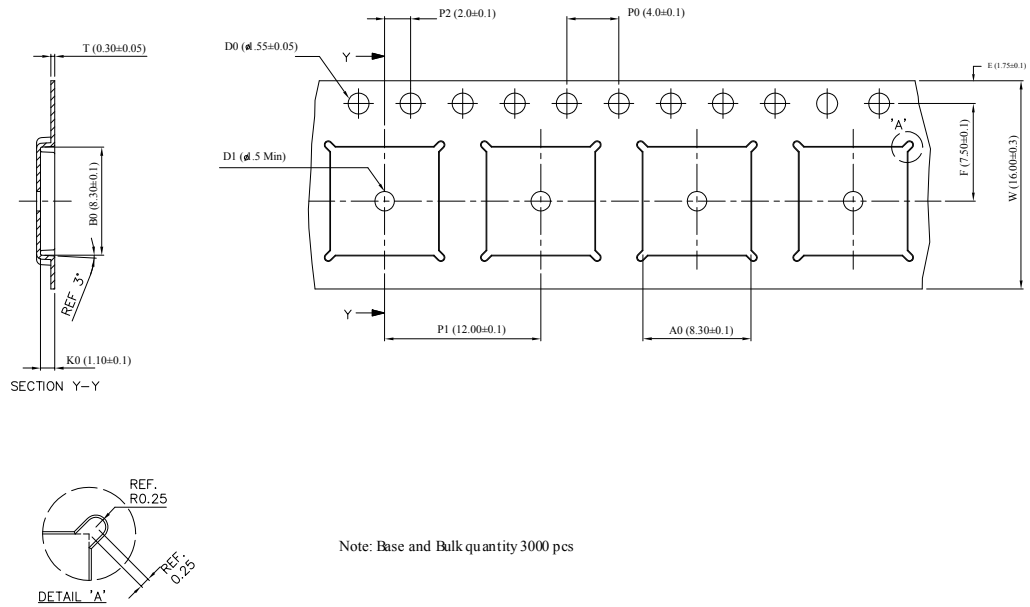 P2 (2.0±0.1)
P0 (4.0±0.1)
T (0.30±0.05)
D0 (ø1.55±0.05)
Y
E (1.75±0.1)
'A'
D1 (ø1.5 Min)
B0 (8.30±0.1)
F (7.50±0.1)
W (16.00±0.3)
REF 3°
Y
P1 (12.00±0.1)
A0 (8.30±0.1)
K0 (1.10±0.1)
SECTION Y-Y
REF.
R0.25
REF.
0.25
DETAIL 'A'
Note: Base and Bulk quantity 3000 pcs